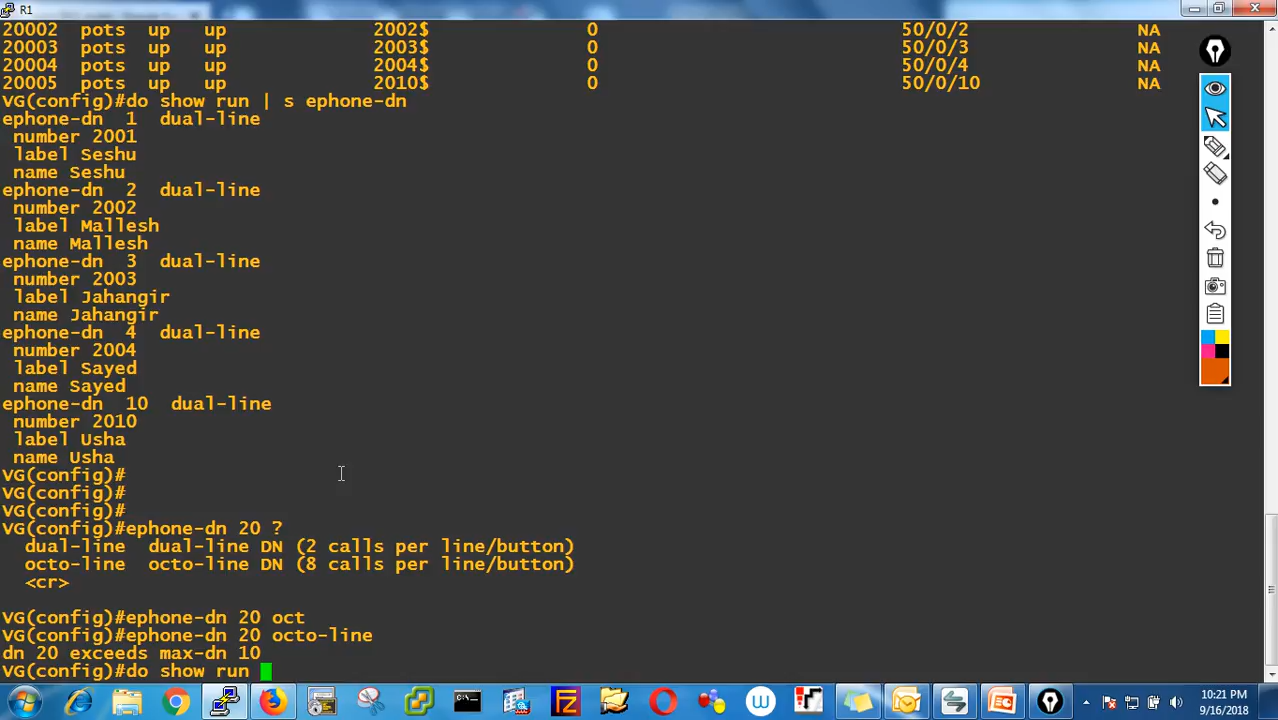 R1
20002 pots up up 2002$ 0 50/0/2 NA
20003 pots up up 2003$ 0 50/0/3 NA
20004 pots up up 2004$ 0 50/0/4 NA
20005 pots up up 2010$ 0 50/0/10 NA
VG(config)#do show run | s ephone-dn
ephone-dn 1 dual-line
number 2001
label Seshu
name Seshu
ephone-dn 2 dual-line
number 2002
label Mallesh
name Mallesh
ephone-dn 3 dual-line
number 2003
label Jahangir
name Jahangir
ephone-dn 4 dual-line
number 2004
label Sayed
name Sayed
ephone-dn 10 dual-line
number 2010
label Usha
name Usha
VG(config)#
VG(config)#
VG(config)#
VG(config)#ephone-dn 20 ?
dual-line dual-line DN (2 calls per line/button)
octo-line octo-line DN (8 calls per line/button)
<cr>
VG(config)#ephone-dn 20 oct
VG(config)#ephone-dn 20 octo-line
dn 20 exceeds max-dn 10
VG(config)#do show run
10:21 PM
9/16/2018